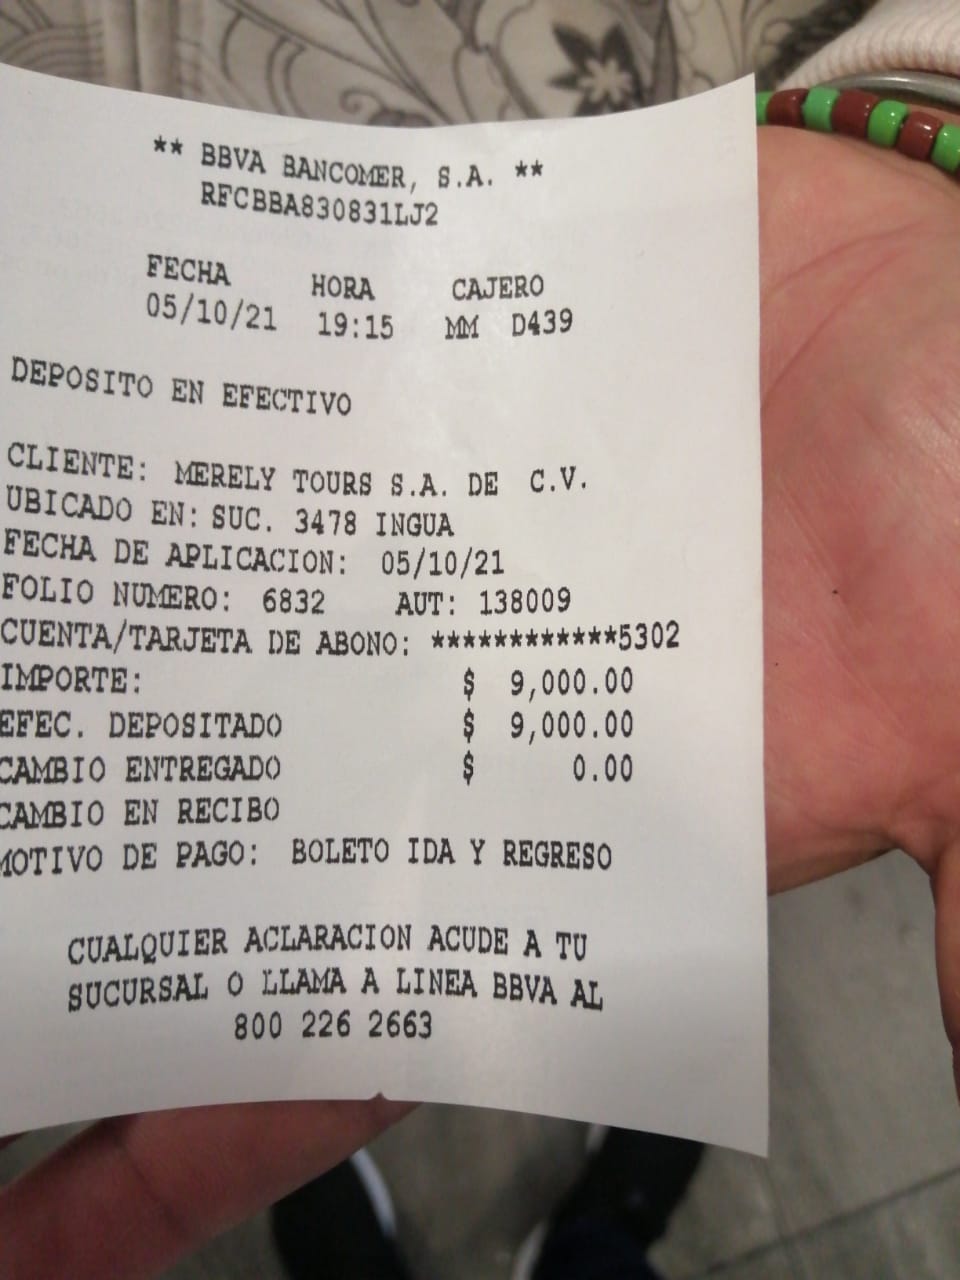 ** BBVA BANCOMER, S.A. **
RFCBBA830831LJ2
FECHA HORA CAJERO
05/10/21 19:15 MM D439
DEPOSITO EN EFECTIVO
CLIENTE: MERELY TOURS S.A. DE C.V.
UBICADO EN: SUC. 3478 INGUA
FECHA DE APLICACION: 05/10/21
FOLIO NUMERO: 6832 AUT: 138009
CUENTA/TARJETA DE ABONO: ************5302
IMPORTE: $ 9,000.00
EFEC. DEPOSITADO $ 9,000.00
CAMBIO ENTREGADO $ 0.00
CAMBIO EN RECIBO
MOTIVO DE PAGO: BOLETO IDA Y REGRESO
CUALQUIER ACLARACION ACUDE A TU
SUCURSAL O LLAMA A LINEA BBVA AL
800 226 2663